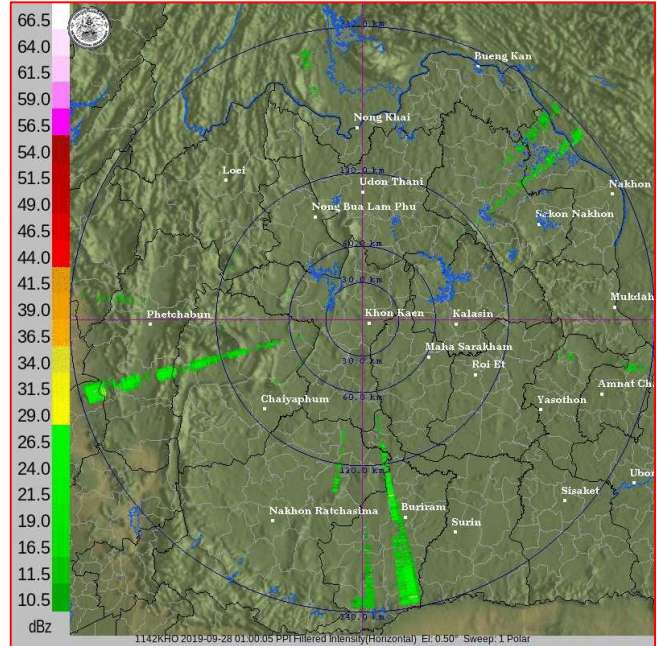 66.5
64.0
61.5
59.0
56.5
54.0
51.5
49.0
46.5
44.0
41.5
39.0
36.5
34.0
31.5
29.0
26.5
24.0
21.5
19.0
16.5
14.0
11.5
10.5
dBz
240.0 km
Bueng Kan
Nong Khai
Loei
120.0 km
Udon Thani
Nakhon
Nong Bua Lam Phu
Sakon Nakhon
60.0 km
30.0 km
Mukdah
Phetchabun
Khon Kaen
Kalasin
30.0 km
Maha Sarakham
Roi Et
60.0 km
Amnat Cha
Chaiyaphum
Yasothon
120.0 km
Ubon
Sisaket
Nakhon Ratchasima
Buriram
Surin
240.0 km
1142KHO 2019-09-28 01:00:05 PPI Filtered Intensity(Horizontal) El: 0.50° Sweep: 1 Polar